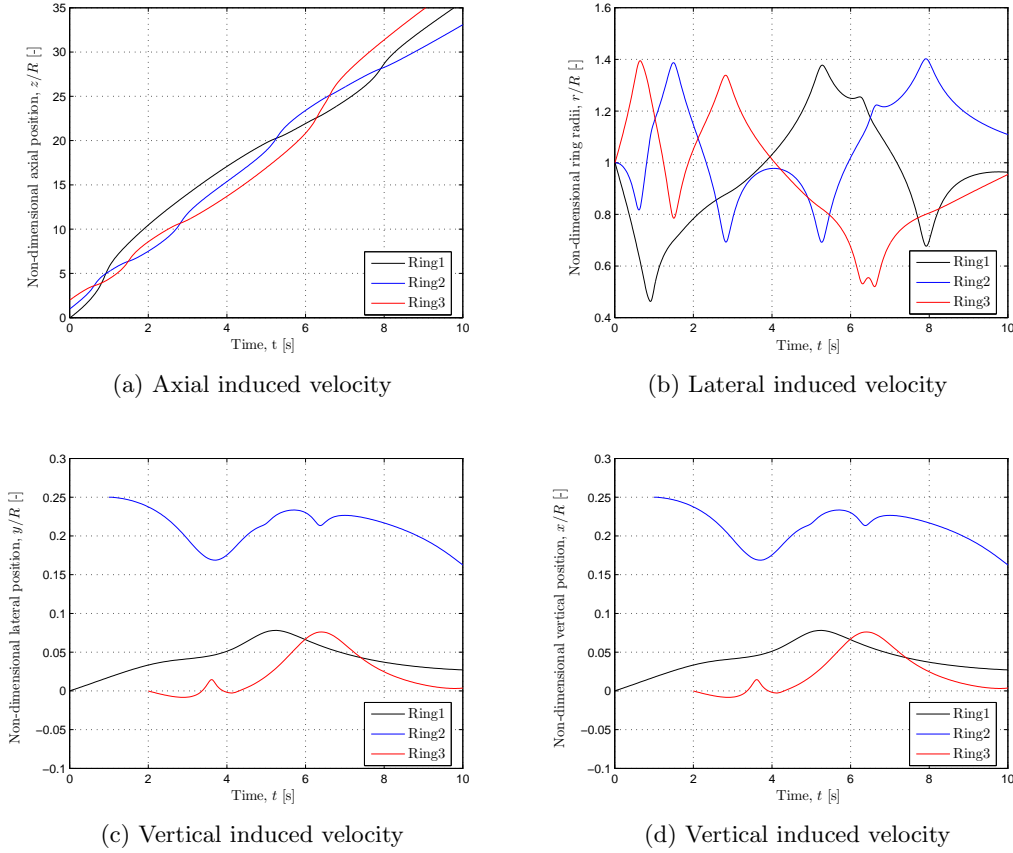 Non-dimensional axial position, z/R [-]
35
30
25
20
15
10
5
0
0 2 4 6 8 10
Time, t [s]
Ring1
Ring2
Ring3
(a) Axial induced velocity
Non-dimensional ring radii, r/R [-]
1.6
1.4
1.2
1
0.8
0.6
0.4
0 2 4 6 8 10
Time, t [s]
Ring1
Ring2
Ring3
(b) Lateral induced velocity
Non-dimensional lateral position, y/R [-]
0.3
0.25
0.2
0.15
0.1
0.05
0
−0.05
−0.1
0 2 4 6 8 10
Time, t [s]
Ring1
Ring2
Ring3
(c) Vertical induced velocity
Non-dimensional vertical position, x/R [-]
0.3
0.25
0.2
0.15
0.1
0.05
0
−0.05
−0.1
0 2 4 6 8 10
Time, t [s]
Ring1
Ring2
Ring3
(d) Vertical induced velocity